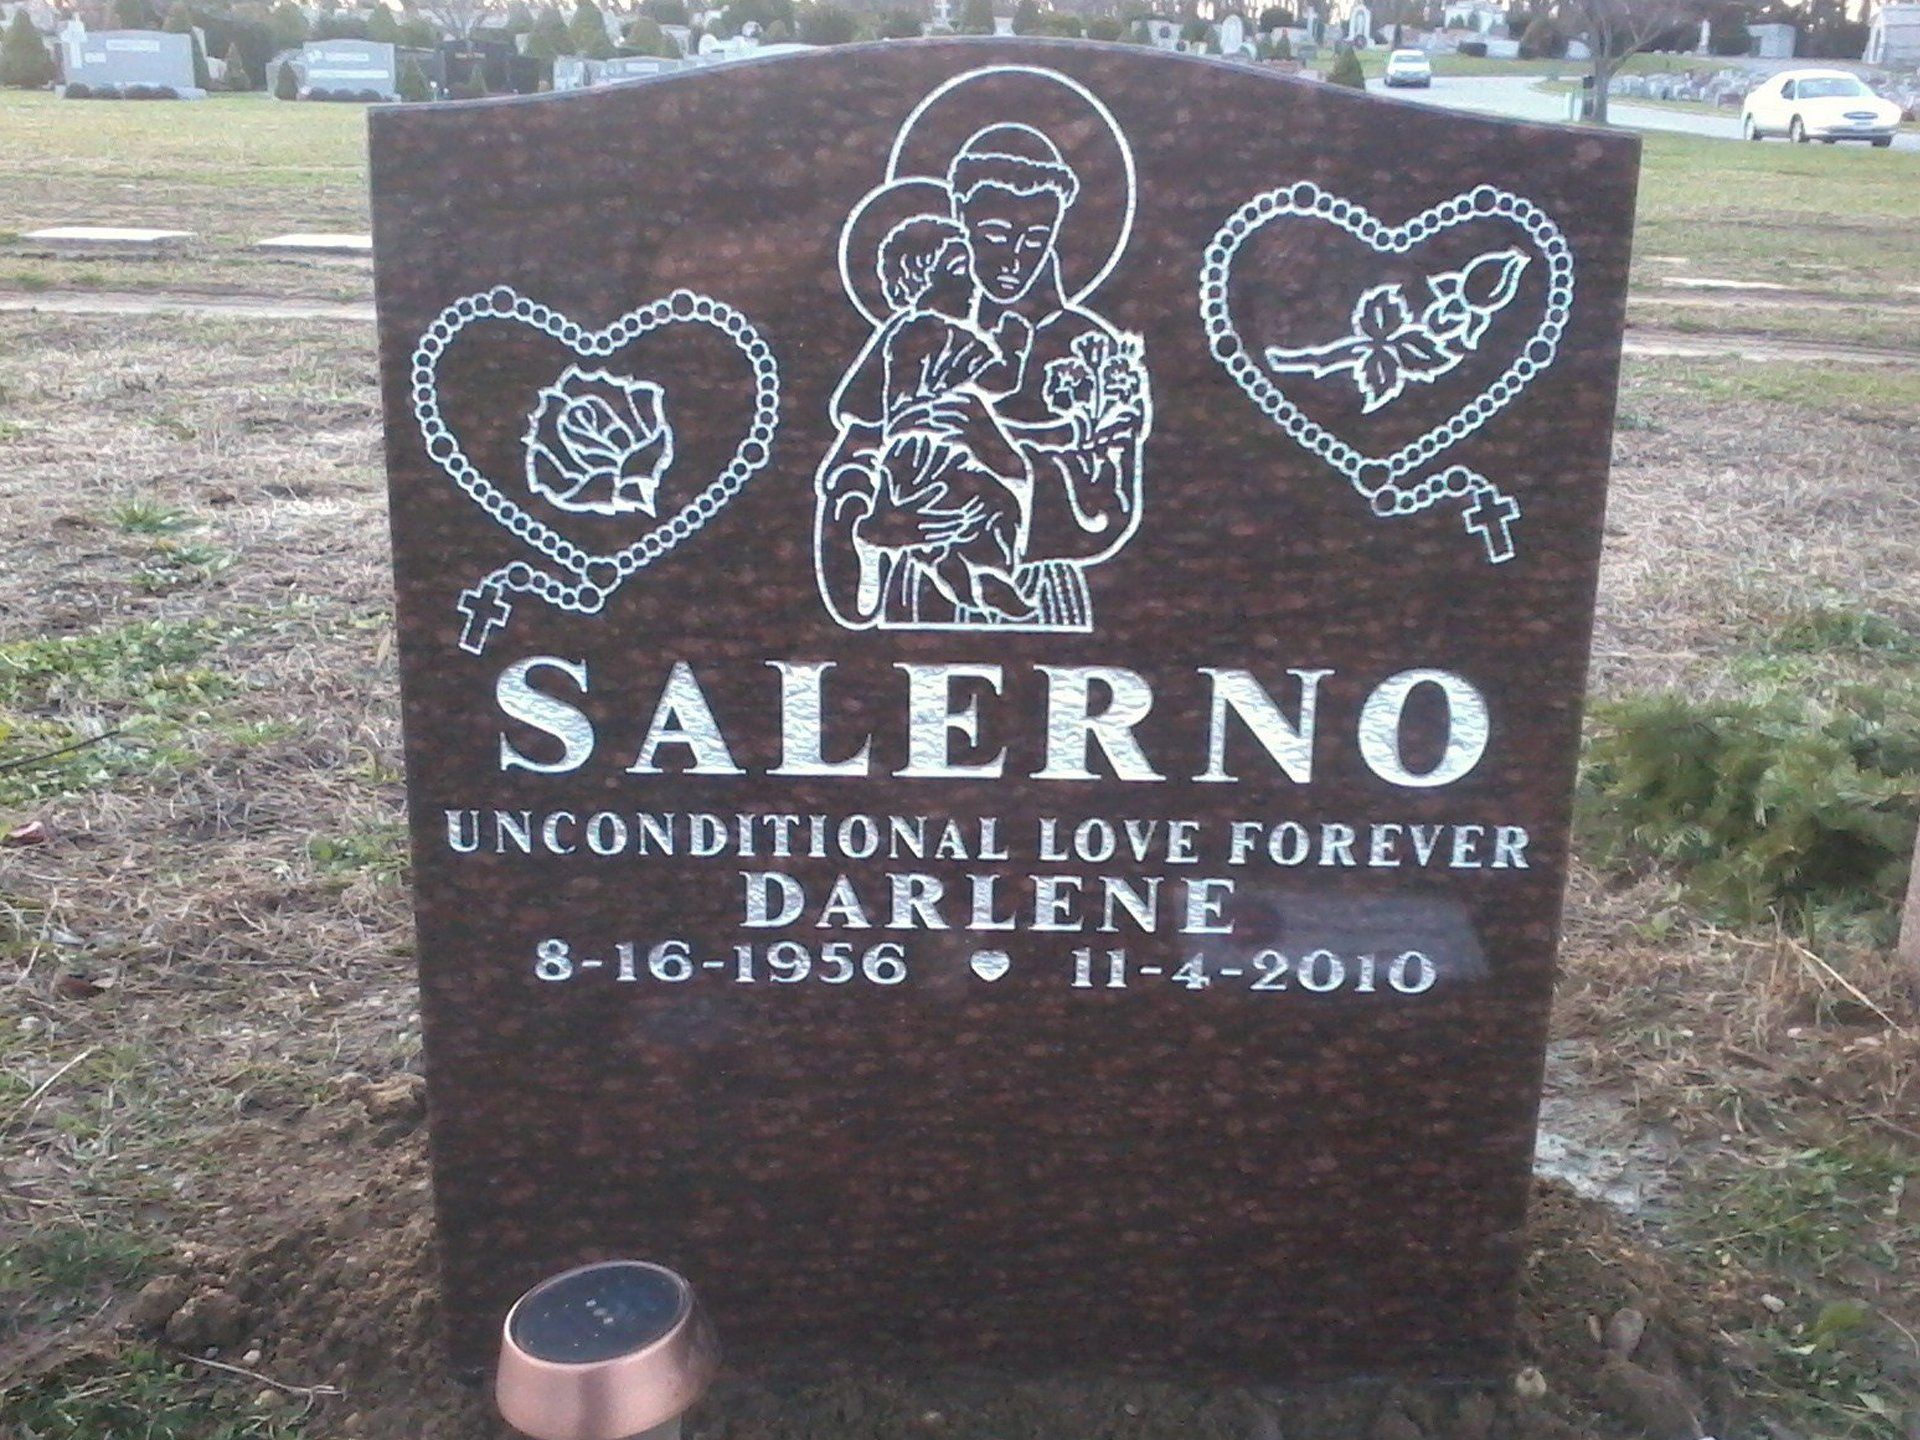 SALERNO
UNCONDITIONAL LOVE FOREVER
DARLENE
8-16-1956 ♥ 11-4-2010